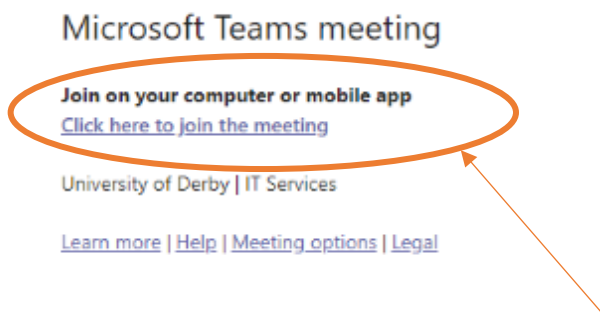 Microsoft Teams meeting
Join on your computer or mobile app
Click here to join the meeting
University of Derby | IT Services
Learn more | Help | Meeting options | Legal